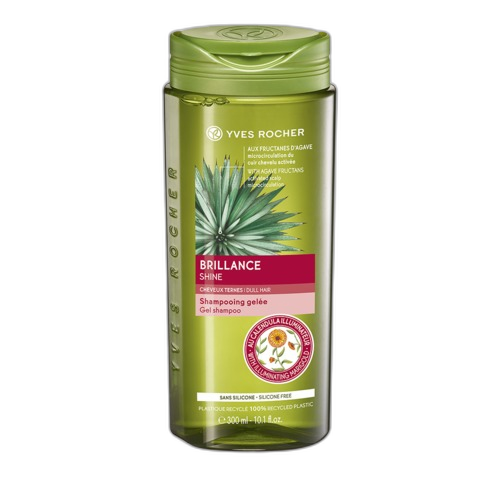 YVES ROCHER
AUX FRUCTANES D'AGAVE
microcirculation du
cuir chevelu activée
WITH AGAVE FRUCTANS
activated scalp
microcirculation
BRILLANCE
SHINE
CHEVEUX TERNES | DULL HAIR
Shampooing gelée
Gel shampoo
AU CALENDULA ILLUMINATEUR
WITH ILLUMINATING MARIGOLD
SANS SILICONE - SILICONE FREE
PLASTIQUE RECYCLÉ 100% RECYCLED PLASTIC
℮ 300 ml - 10.1 fl.oz.
YVES ROCHER